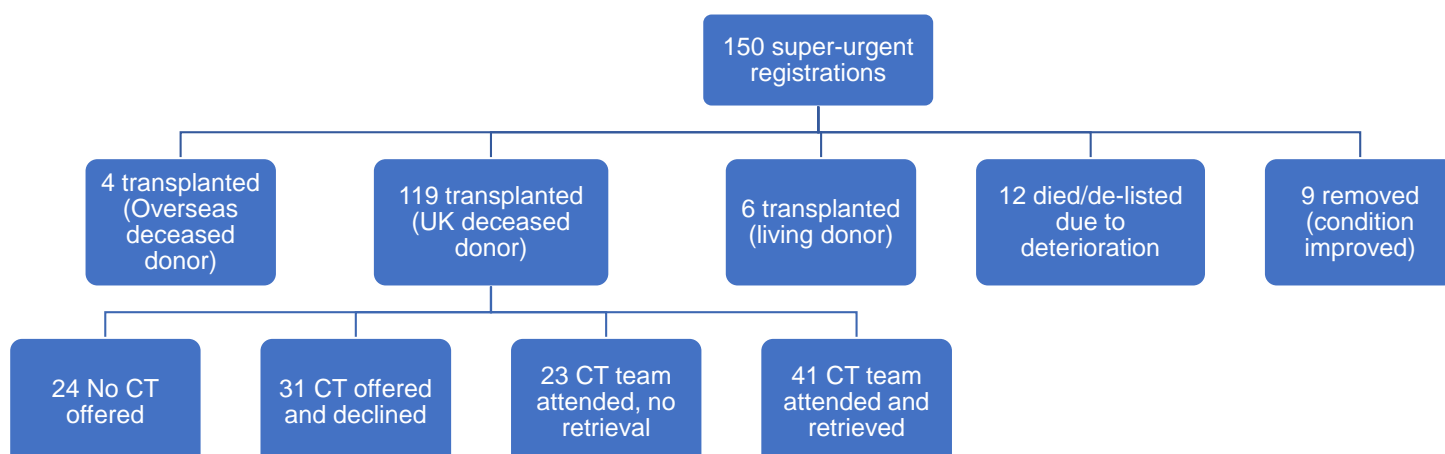 150 super-urgent
registrations
4 transplanted
(Overseas
deceased
donor)
119 transplanted
(UK deceased
donor)
6 transplanted
(living donor)
12 died/de-listed
due to
deterioration
9 removed
(condition
improved)
24 No CT
offered
31 CT offered
and declined
23 CT team
attended, no
retrieval
41 CT team
attended and
retrieved